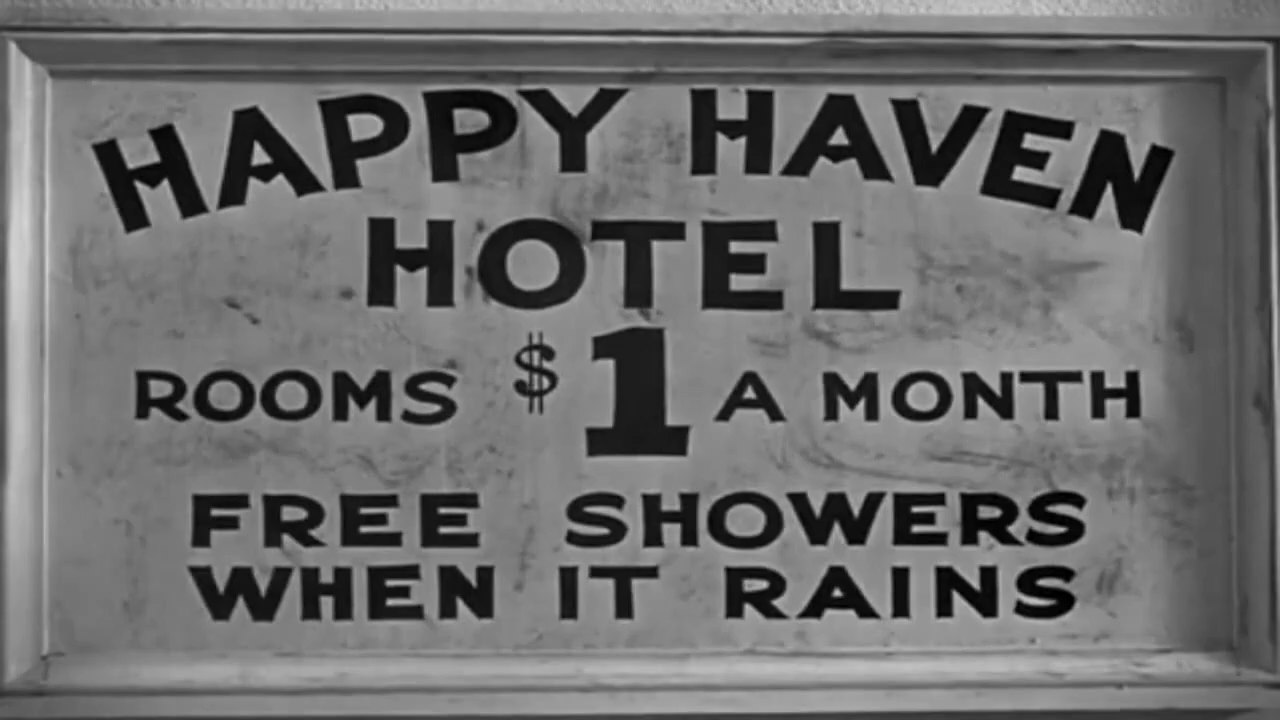 HAPPY HAVEN
HOTEL
ROOMS $1 A MONTH
FREE SHOWERS
WHEN IT RAINS